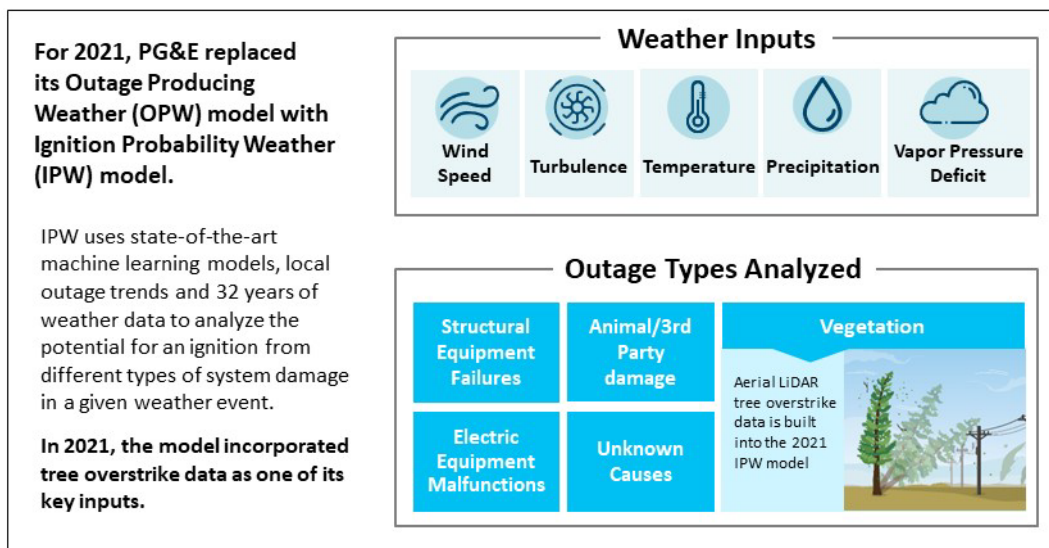 For 2021, PG&E replaced
its Outage Producing
Weather (OPW) model with
Ignition Probability Weather
(IPW) model.
IPW uses state-of-the-art
machine learning models, local
outage trends and 32 years of
weather data to analyze the
potential for an ignition from
different types of system damage
in a given weather event.
In 2021, the model incorporated
tree overstrike data as one of its
key inputs.
Weather Inputs
Wind
Speed
Turbulence
Temperature
Precipitation
Vapor Pressure
Deficit
Outage Types Analyzed
Structural
Equipment
Failures
Animal/3rd
Party
damage
Vegetation
Aerial LiDAR
tree overstrike
data is built
into the 2021
IPW model
Electric
Equipment
Malfunctions
Unknown
Causes